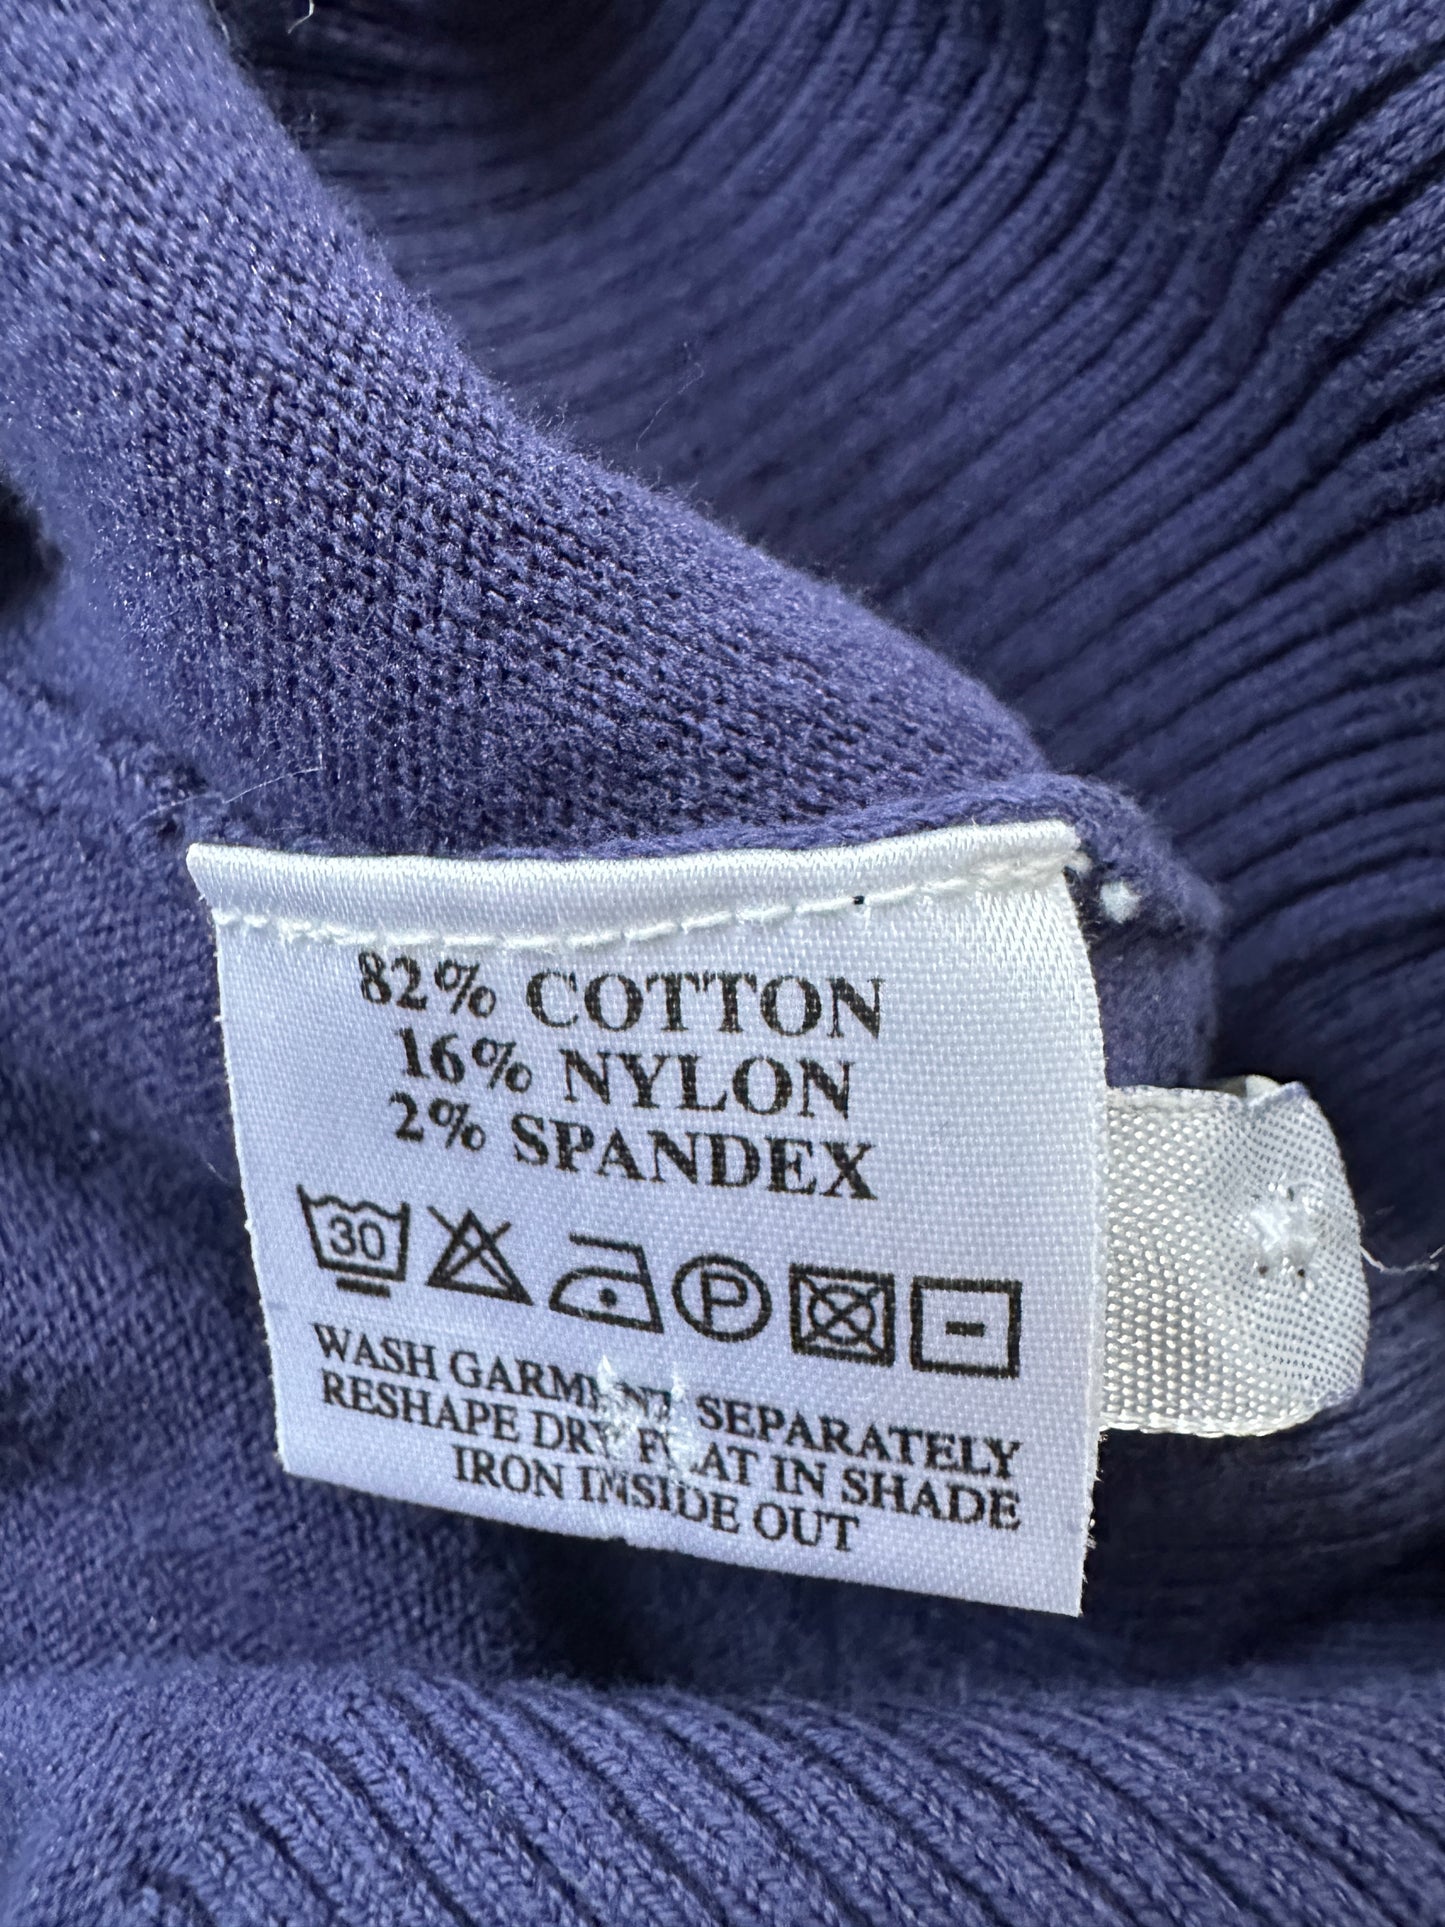 82% COTTON
16% NYLON
2% SPANDEX
30 P
WASH GARMENT SEPARATELY
RESHAPE DRY FLAT IN SHADE
IRON INSIDE OUT